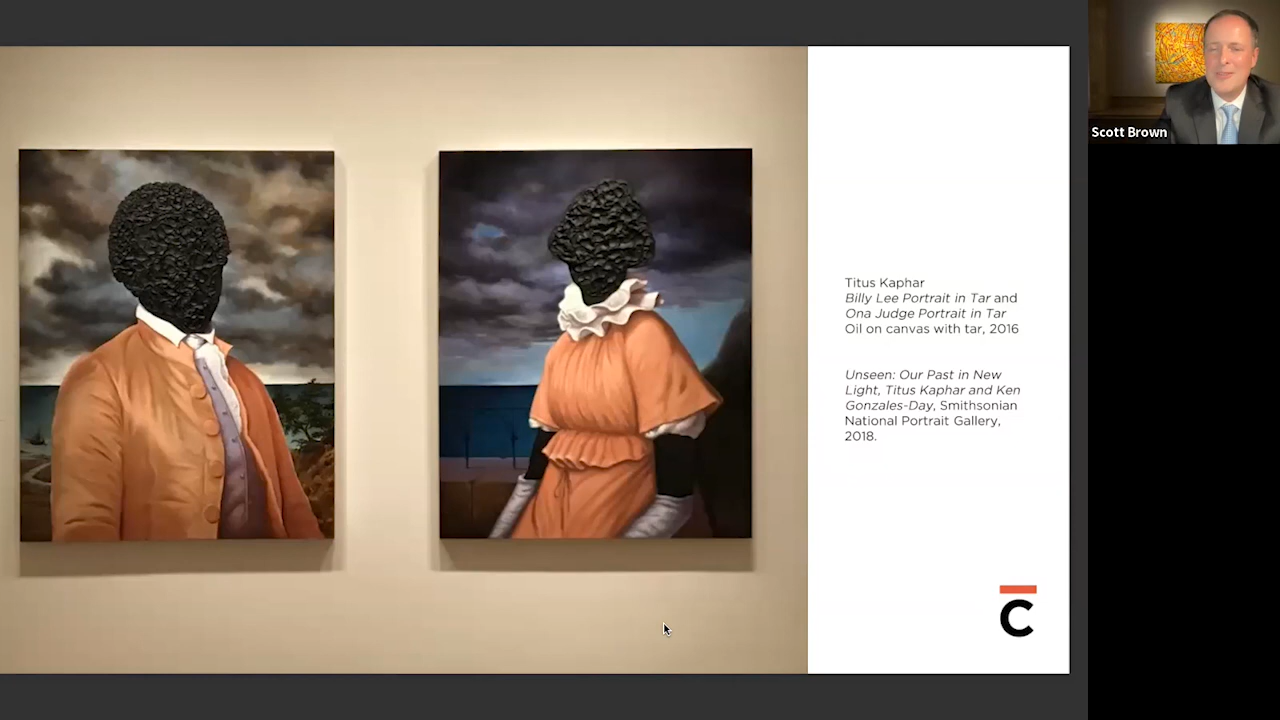 Titus Kaphar
Billy Lee Portrait in Tar and
Ona Judge Portrait in Tar
Oil on canvas with tar, 2016
Unseen: Our Past in New
Light, Titus Kaphar and Ken
Gonzales-Day, Smithsonian
National Portrait Gallery,
2018.
C
Scott Brown